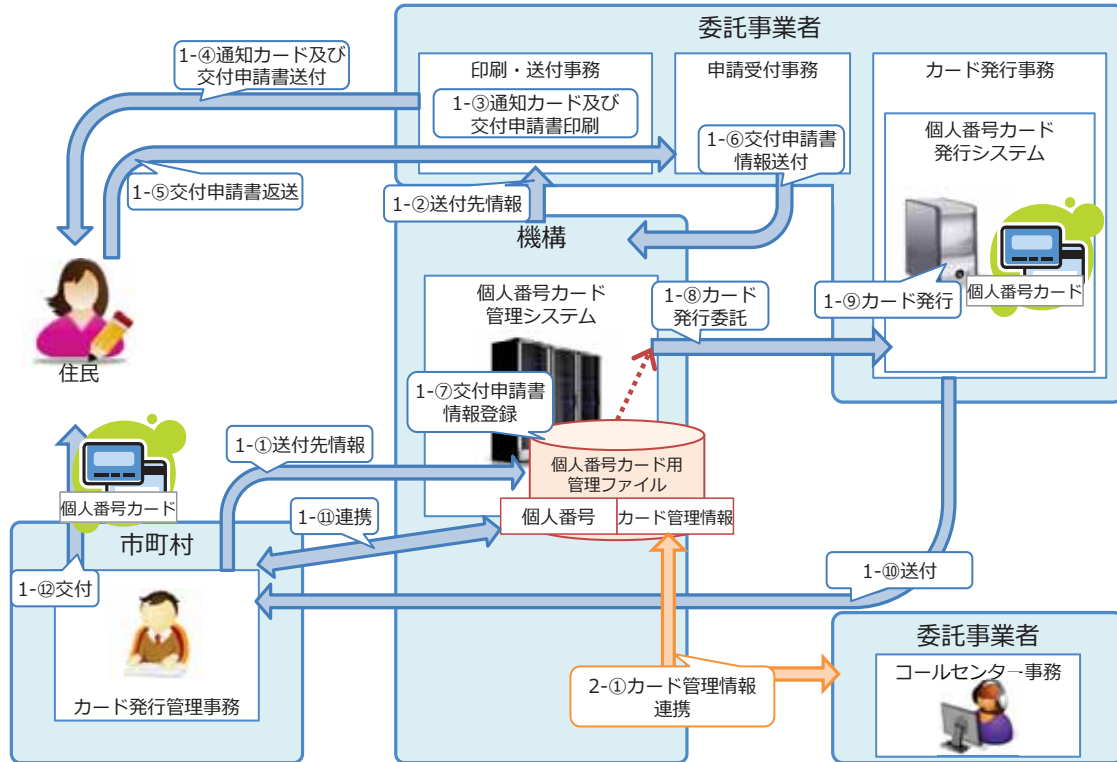 委託事業者
1-④通知カード及び
交付申請書送付
印刷・送付事務
申請受付事務
カード発行事務
1-③通知カード及び
交付申請書印刷
1-⑥交付申請書
情報送付
個人番号カード
発行システム
1-⑤交付申請書返送
1-②送付先情報
機構
個人番号カード
管理システム
1-⑧カード
発行委託
1-⑨カード発行
個人番号カード
住民
1-⑦交付申請書
情報登録
1-①送付先情報
個人番号カード用
管理ファイル
個人番号カード
個人番号
カード管理情報
1-⑪連携
市町村
1-⑫交付
1-⑩送付
カード発行管理事務
2-①カード管理情報
連携
委託事業者
コールセンター事務